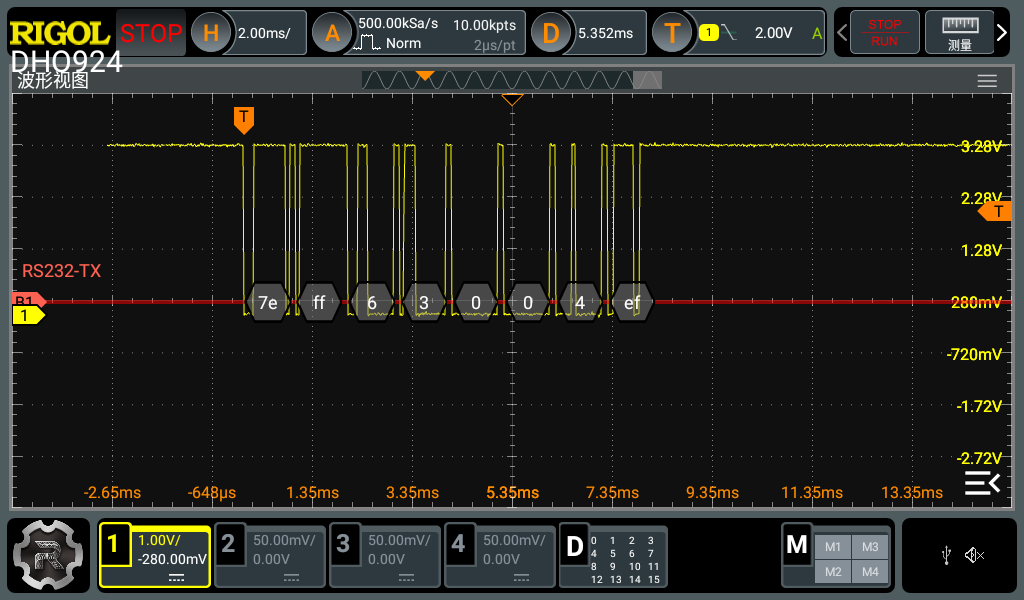 RIGOL STOP H 2.00ms/ A 500.00kSa/s 10.00kpts D 5.352ms T 1 2.00V A STOP
Norm 2μs/pt RUN 测量
DHO924
波形视图
T
3.28V
2.28V
T
1.28V
RS232-TX
B1 7e ff 6 3 0 0 4 ef 280mV
1
-720mV
-1.72V
-2.72V
-2.65ms -648μs 1.35ms 3.35ms 5.35ms 7.35ms 9.35ms 11.35ms 13.35ms
1 1.00V/ 2 50.00mV/ 3 50.00mV/ 4 50.00mV/ D 0 1 2 3 M M1 M3
-280.00mV 0.00V 0.00V 0.00V 4 5 6 7 M2 M4
8 9 10 11
12 13 14 15
R